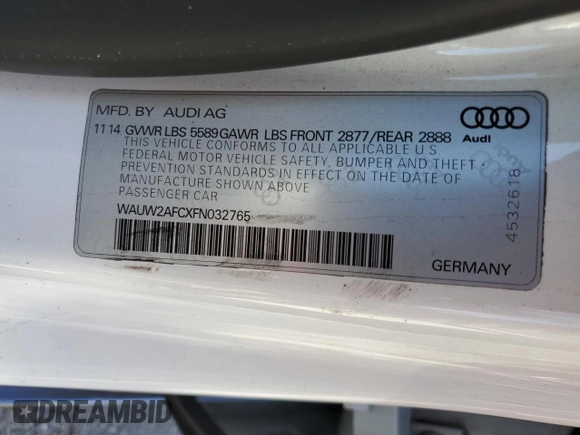 MFD. BY AUDI AG
11 14 GVWR LBS 5589 GAWR LBS FRONT 2877/REAR 2888
THIS VEHICLE CONFORMS TO ALL APPLICABLE U S
FEDERAL MOTOR VEHICLE SAFETY, BUMPER AND THEFT
PREVENTION STANDARDS IN EFFECT ON THE DATE OF
MANUFACTURE SHOWN ABOVE
PASSENGER CAR
WAUW2AFCXFN032765
Audi
4532618
GERMANY
DREAMBID